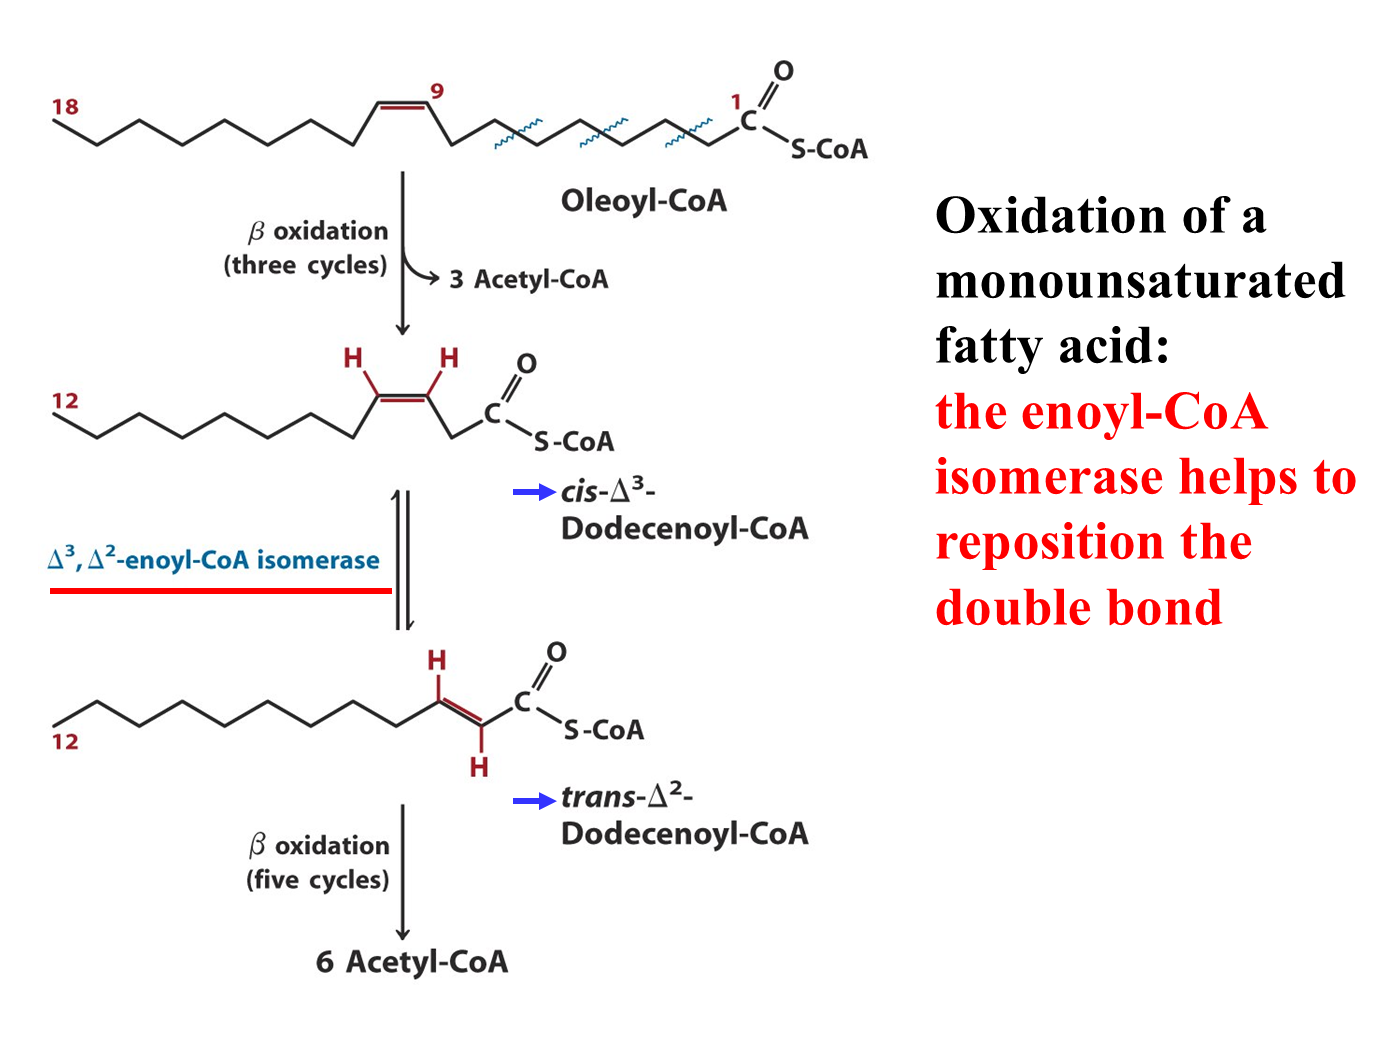 18
9
1
C
O
S-CoA
Oleoyl-CoA
β oxidation
(three cycles)
3 Acetyl-CoA
H
H
O
12
C
S-CoA
cis-Δ³-
Dodecenoyl-CoA
Δ³, Δ²-enoyl-CoA isomerase
H
O
C
S-CoA
12
H
trans-Δ²-
Dodecenoyl-CoA
β oxidation
(five cycles)
6 Acetyl-CoA
Oxidation of a
monounsaturated
fatty acid:
the enoyl-CoA
isomerase helps to
reposition the
double bond